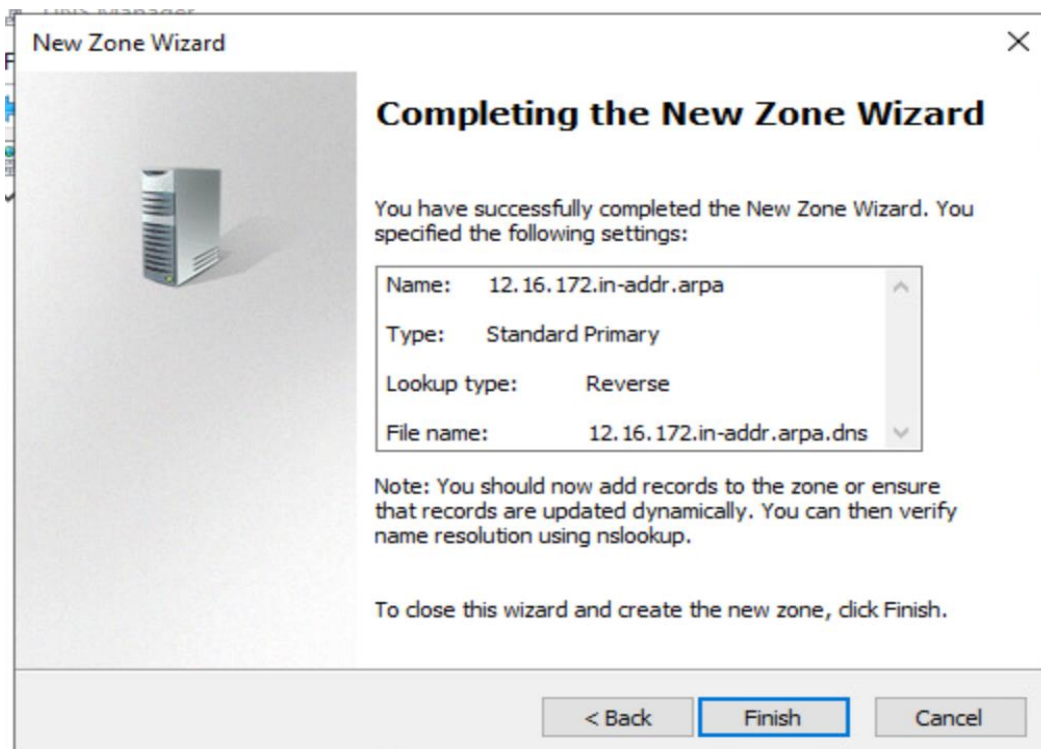 DNS Manager
New Zone Wizard
F
Completing the New Zone Wizard
You have successfully completed the New Zone Wizard. You
specified the following settings:
Name: 12.16.172.in-addr.arpa
Type: Standard Primary
Lookup type: Reverse
File name: 12.16.172.in-addr.arpa.dns
Note: You should now add records to the zone or ensure
that records are updated dynamically. You can then verify
name resolution using nslookup.
To close this wizard and create the new zone, click Finish.
< Back Finish Cancel